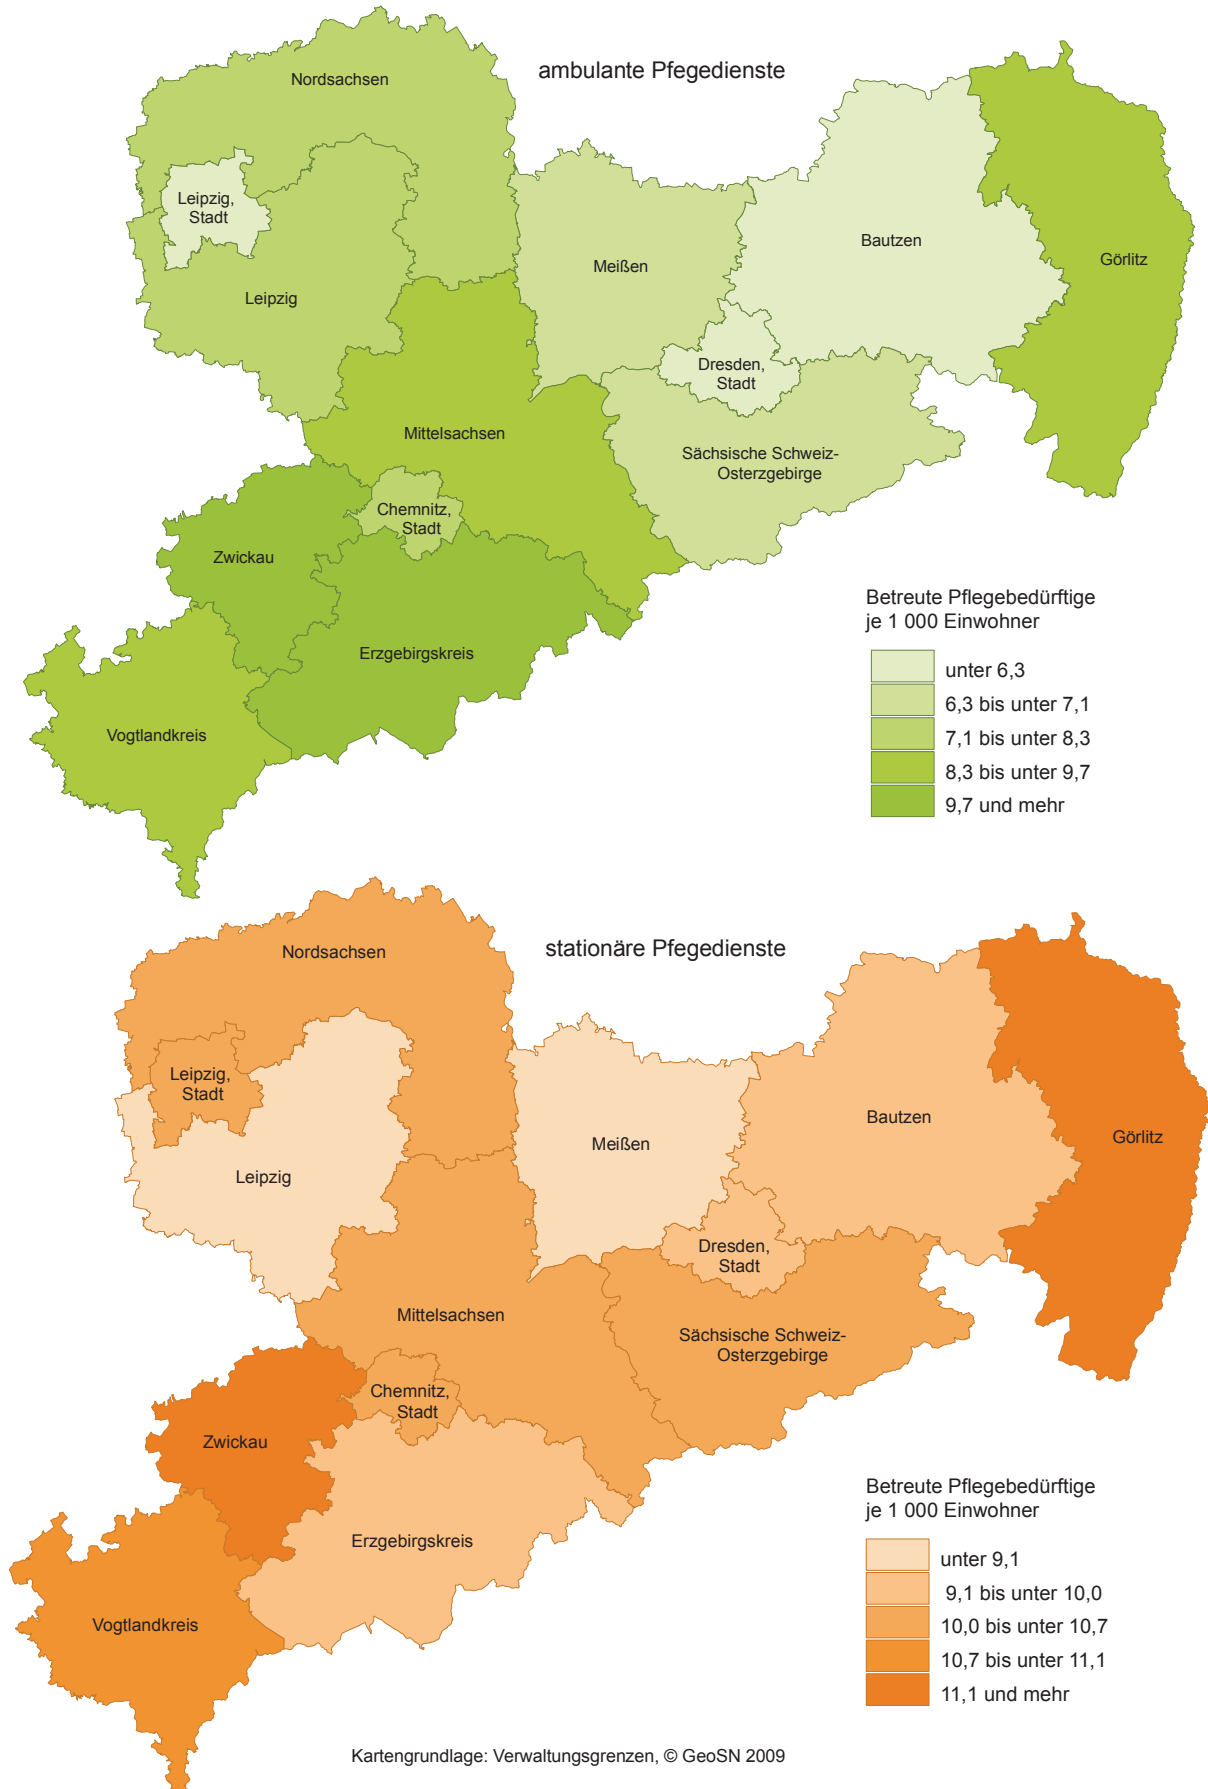 ambulante Pfegedienste
Nordsachsen
Leipzig,
Stadt
Leipzig
Meißen
Bautzen
Görlitz
Dresden,
Stadt
Mittelsachsen
Sächsische Schweiz-
Osterzgebirge
Chemnitz,
Stadt
Zwickau
Erzgebirgskreis
Vogtlandkreis
Betreute Pflegebedürftige
je 1 000 Einwohner
unter 6,3
6,3 bis unter 7,1
7,1 bis unter 8,3
8,3 bis unter 9,7
9,7 und mehr
stationäre Pfegedienste
Nordsachsen
Leipzig,
Stadt
Leipzig
Meißen
Bautzen
Görlitz
Dresden,
Stadt
Mittelsachsen
Sächsische Schweiz-
Osterzgebirge
Chemnitz,
Stadt
Zwickau
Erzgebirgskreis
Vogtlandkreis
Betreute Pflegebedürftige
je 1 000 Einwohner
unter 9,1
9,1 bis unter 10,0
10,0 bis unter 10,7
10,7 bis unter 11,1
11,1 und mehr
Kartengrundlage: Verwaltungsgrenzen, © GeoSN 2009